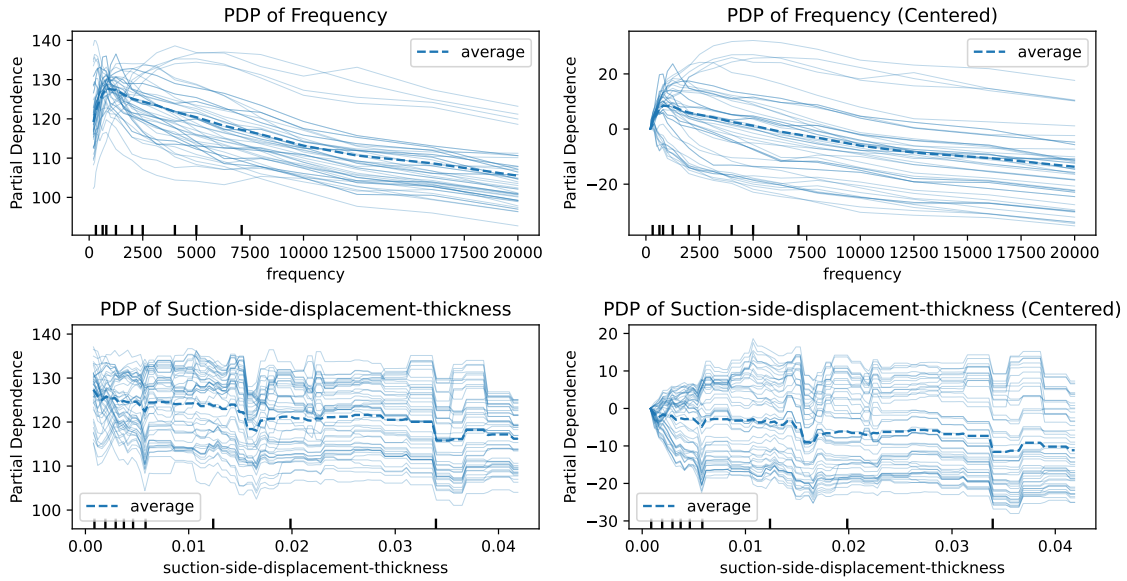 PDP of Frequency
140
130
120
110
100
Partial Dependence
average
0
2500
5000
7500
10000
12500
15000
17500
20000
frequency
PDP of Frequency (Centered)
20
0
−20
Partial Dependence
average
0
2500
5000
7500
10000
12500
15000
17500
20000
frequency
PDP of Suction-side-displacement-thickness
140
130
120
110
100
Partial Dependence
average
0.00
0.01
0.02
0.03
0.04
suction-side-displacement-thickness
PDP of Suction-side-displacement-thickness (Centered)
20
10
0
−10
−20
−30
Partial Dependence
average
0.00
0.01
0.02
0.03
0.04
suction-side-displacement-thickness